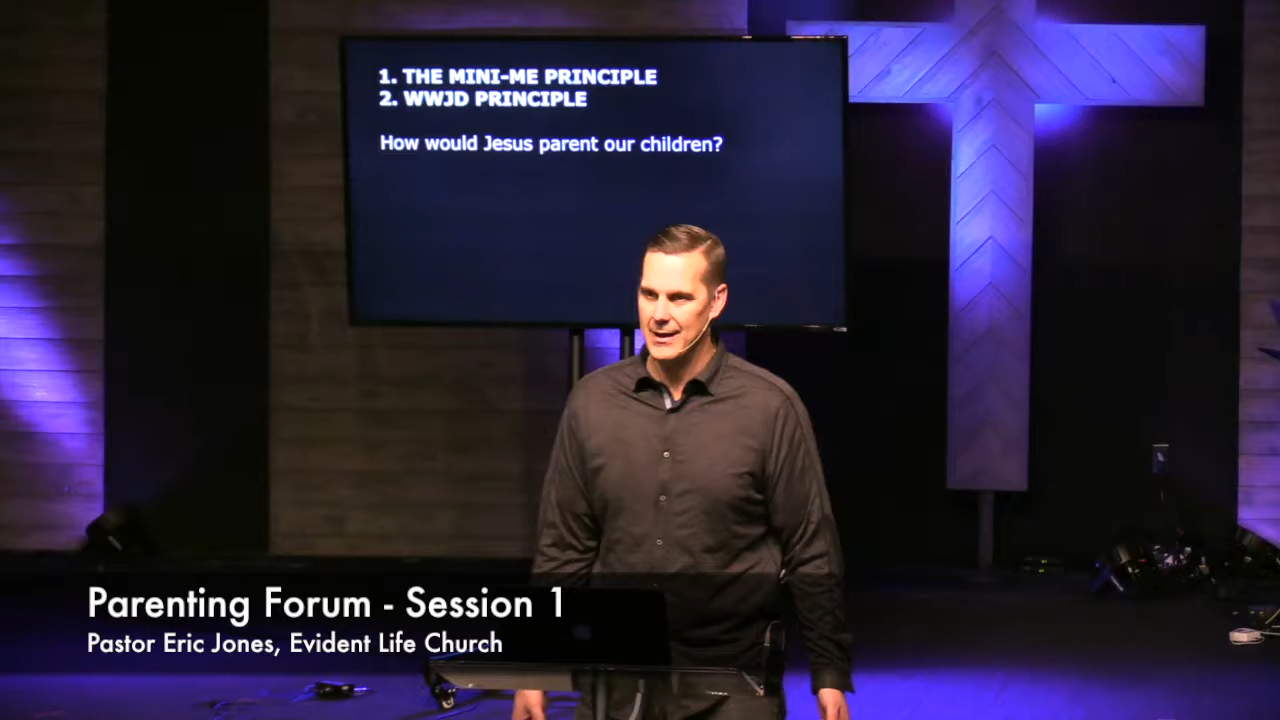 1. THE MINI-ME PRINCIPLE
2. WWJD PRINCIPLE
How would Jesus parent our children?
Parenting Forum - Session 1
Pastor Eric Jones, Evident Life Church